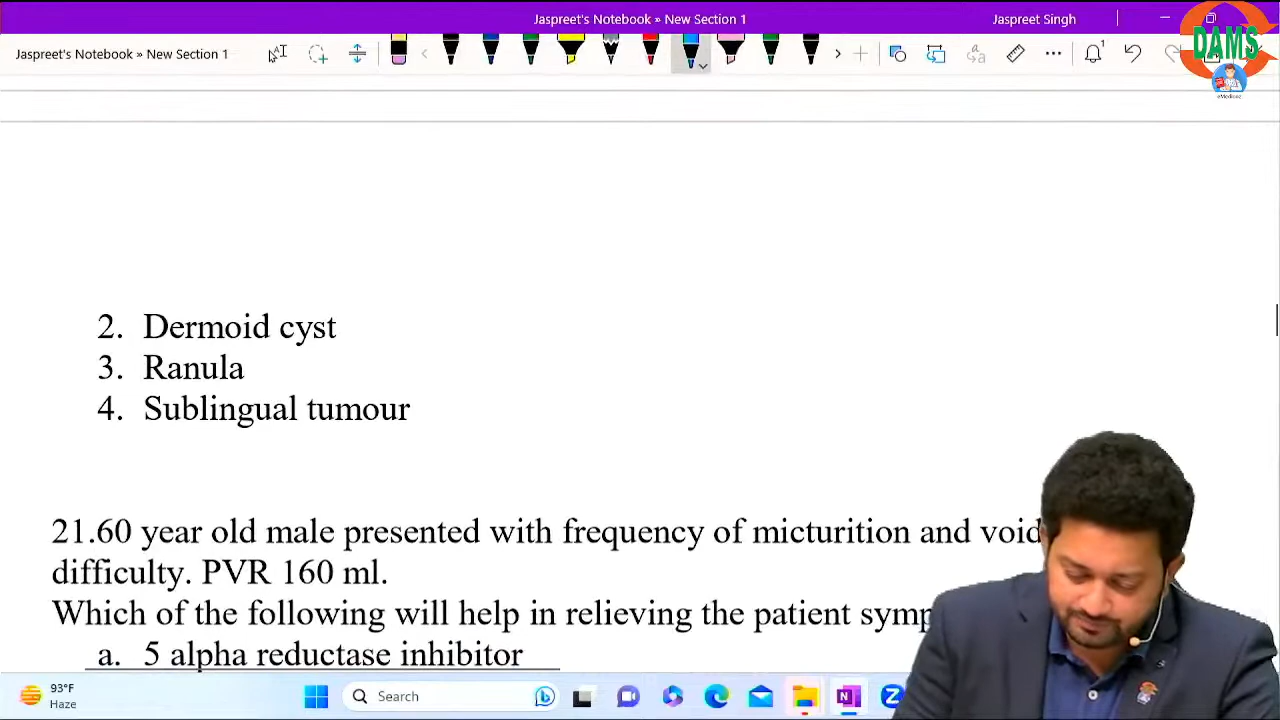 Jaspreet's Notebook » New Section 1
Jaspreet Singh
Jaspreet's Notebook » New Section 1
DAMS
eMedicoz
2. Dermoid cyst
3. Ranula
4. Sublingual tumour
21.60 year old male presented with frequency of micturition and void
difficulty. PVR 160 ml.
Which of the following will help in relieving the patient symp
a. 5 alpha reductase inhibitor
93°F
Haze
Search